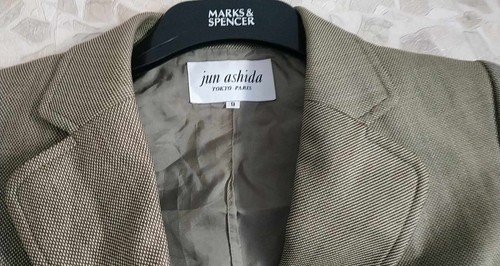 MARKS&
SPENCER
jun ashida
TOKYO PARIS
9